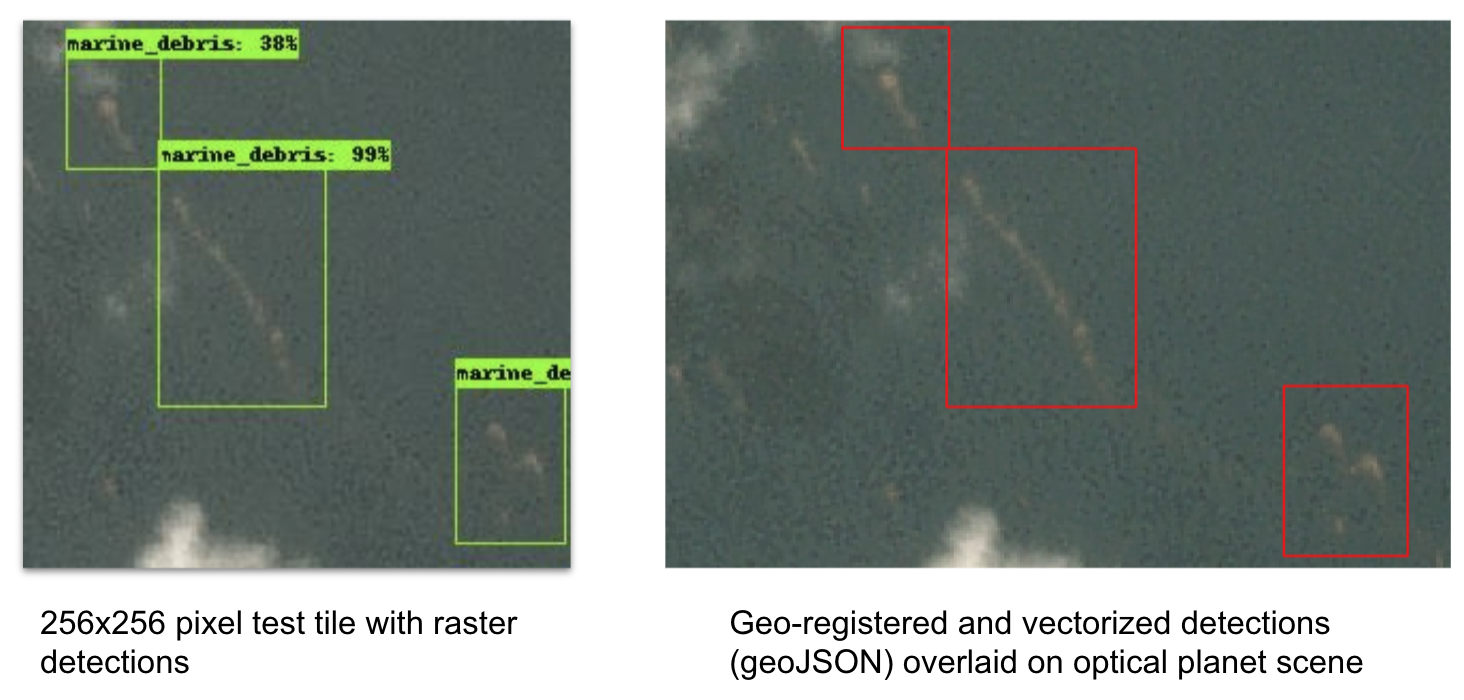 marine_debris: 38%
marine_debris: 99%
marine_de
256x256 pixel test tile with raster
detections
Geo-registered and vectorized detections
(geoJSON) overlaid on optical planet scene